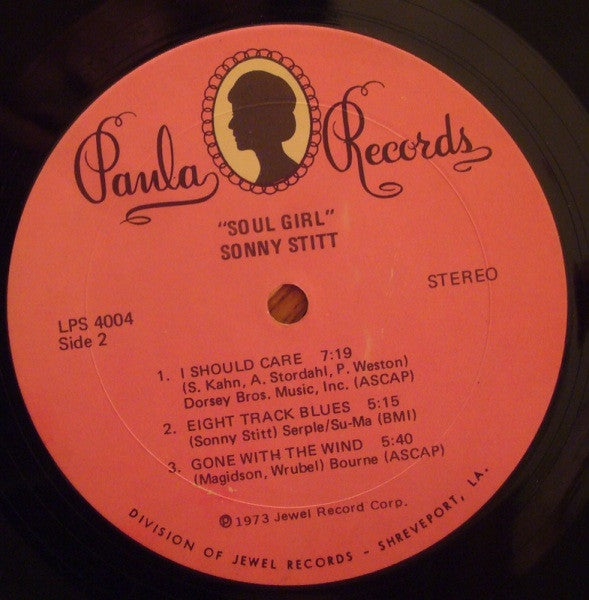 Paula Records
"SOUL GIRL"
SONNY STITT
STEREO
LPS 4004
Side 2
1. I SHOULD CARE 7:19
(S. Kahn, A. Stordahl, P. Weston)
Dorsey Bros. Music, Inc. (ASCAP)
2. EIGHT TRACK BLUES 5:15
(Sonny Stitt) Serple/Su-Ma (BMI)
3. GONE WITH THE WIND 5:40
(Magidson, Wrubel) Bourne (ASCAP)
℗ 1973 Jewel Record Corp.
DIVISION OF JEWEL RECORDS - SHREVEPORT, LA.